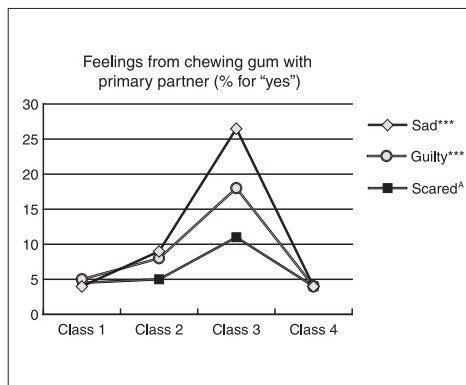 Feelings from chewing gum with
primary partner (% for “yes”)
30
25
20
15
10
5
0
Class 1 Class 2 Class 3 Class 4
Sad***
Guilty***
Scaredᴬ